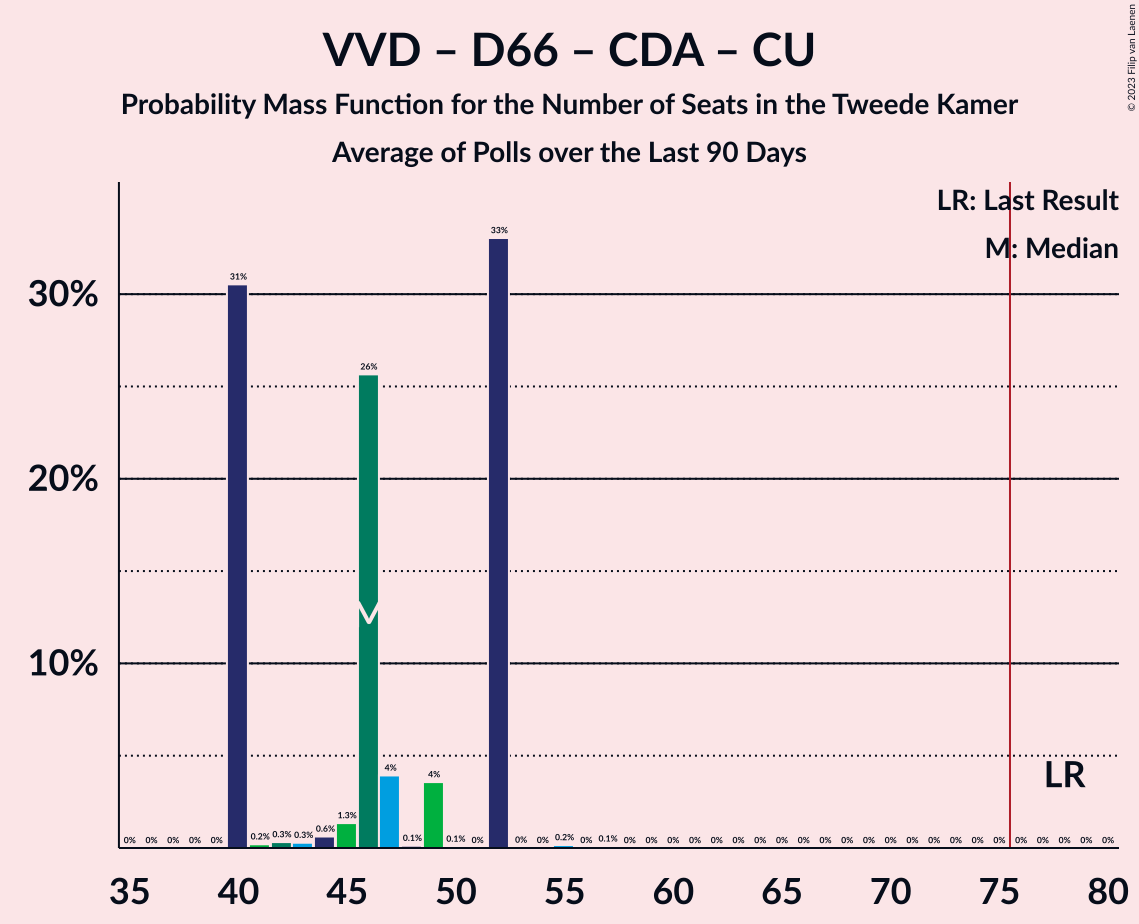 VVD – D66 – CDA – CU
Probability Mass Function for the Number of Seats in the Tweede Kamer
Average of Polls over the Last 90 Days
© 2023 Filip van Laenen
LR: Last Result
M: Median
30%
20%
10%
0% 0% 0% 0% 0% 31% 0.2% 0.3% 0.3% 0.6% 1.3% 26% 4% 0.1% 4% 0.1% 0% 33% 0% 0% 0.2% 0% 0.1% 0% 0% 0% 0% 0% 0% 0% 0% 0% 0% 0% 0% 0% 0% 0% 0% 0% 0% 0% 0% 0% 0% 0%
M
LR
35 40 45 50 55 60 65 70 75 80